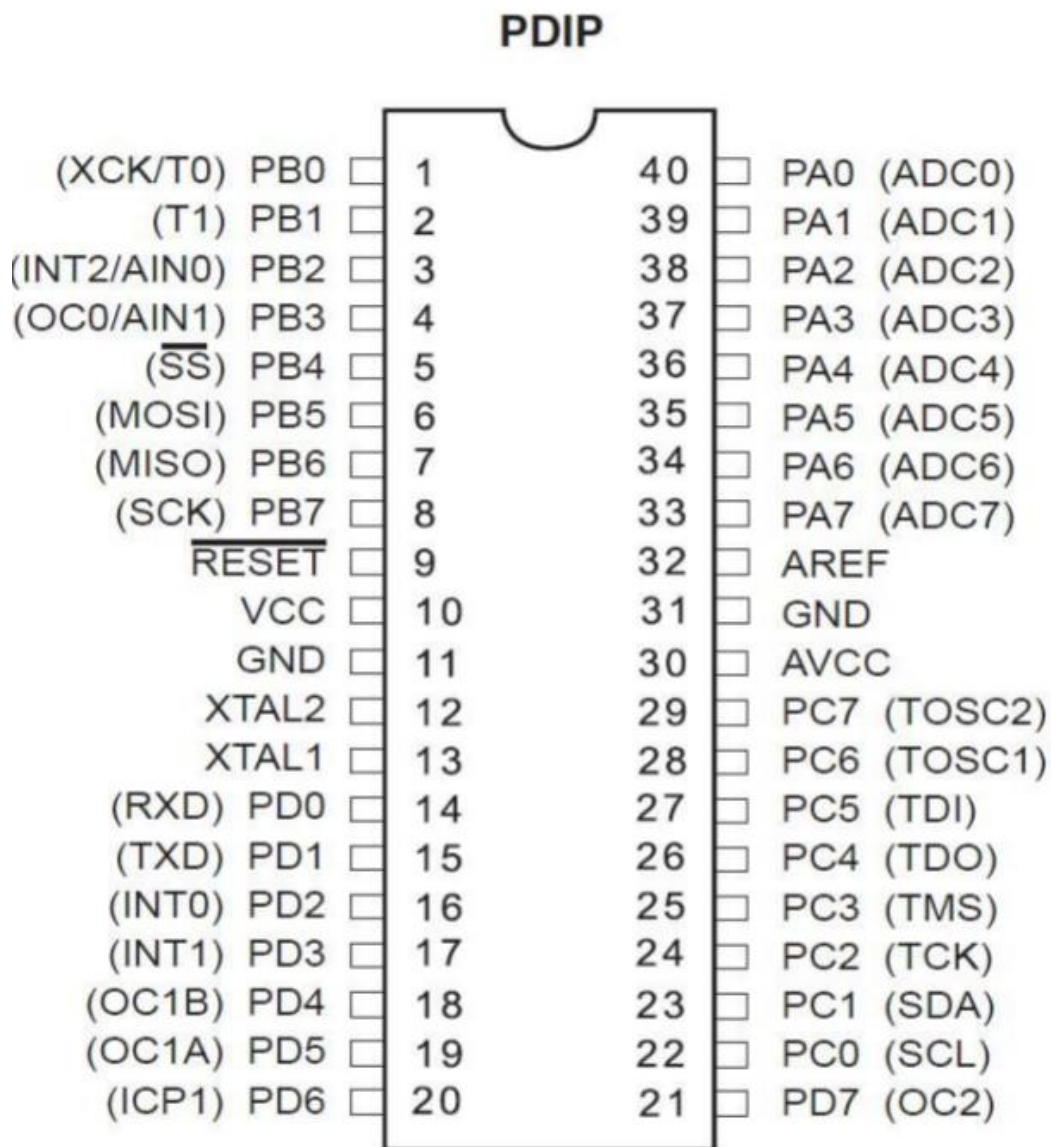 PDIP
(XCK/T0) PB0 1 40 PA0 (ADC0)
(T1) PB1 2 39 PA1 (ADC1)
(INT2/AIN0) PB2 3 38 PA2 (ADC2)
(OC0/AIN1) PB3 4 37 PA3 (ADC3)
(SS) PB4 5 36 PA4 (ADC4)
(MOSI) PB5 6 35 PA5 (ADC5)
(MISO) PB6 7 34 PA6 (ADC6)
(SCK) PB7 8 33 PA7 (ADC7)
RESET 9 32 AREF
VCC 10 31 GND
GND 11 30 AVCC
XTAL2 12 29 PC7 (TOSC2)
XTAL1 13 28 PC6 (TOSC1)
(RXD) PD0 14 27 PC5 (TDI)
(TXD) PD1 15 26 PC4 (TDO)
(INT0) PD2 16 25 PC3 (TMS)
(INT1) PD3 17 24 PC2 (TCK)
(OC1B) PD4 18 23 PC1 (SDA)
(OC1A) PD5 19 22 PC0 (SCL)
(ICP1) PD6 20 21 PD7 (OC2)